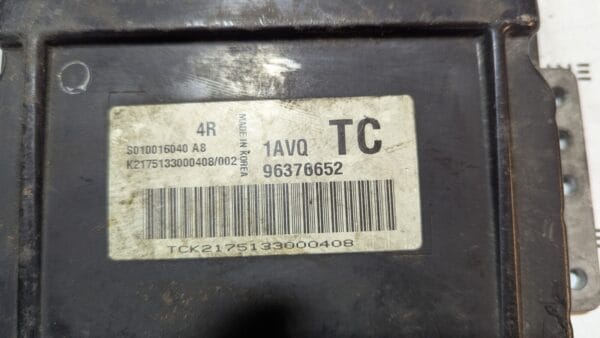 4R
S010016040 A8
K2175133000408/002
MADE IN KOREA
1AVQ TC
96376652
TCK2175133000408